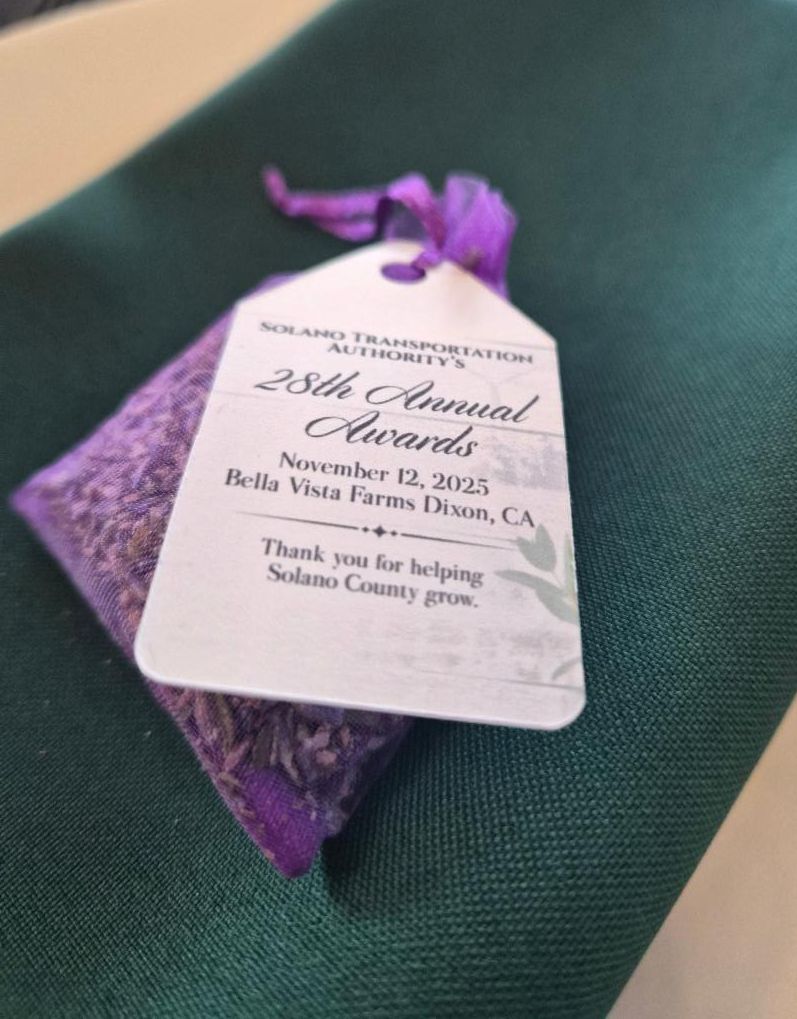 Solano Transportation
Authority's
28th Annual
Awards
November 12, 2025
Bella Vista Farms Dixon, CA
Thank you for helping
Solano County grow.